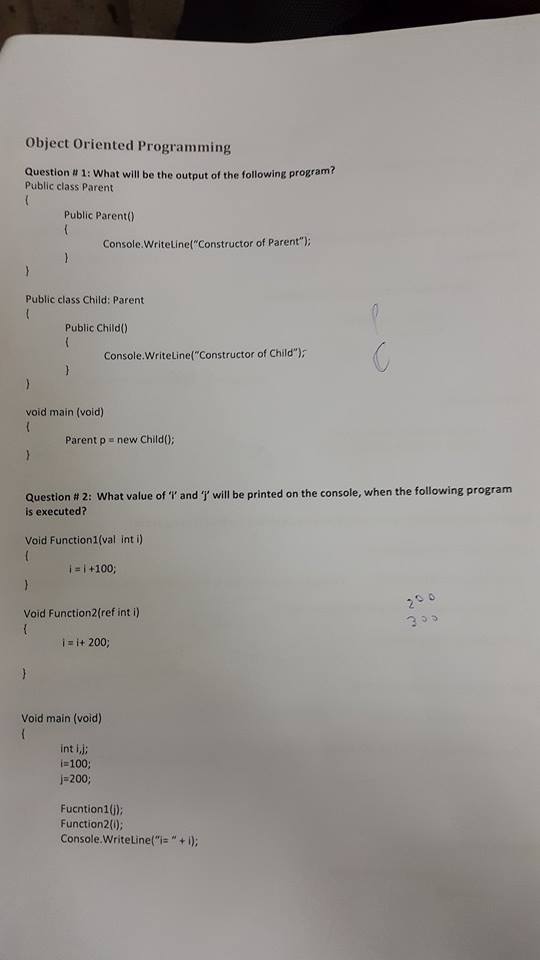 Object Oriented Programming
Question # 1: What will be the output of the following program?
Public class Parent
{
Public Parent()
{
Console.WriteLine("Constructor of Parent");
}
}
Public class Child: Parent
{
Public Child()
{
Console.WriteLine("Constructor of Child");
}
}
P
C
void main (void)
{
Parent p = new Child();
}
Question # 2: What value of 'i' and 'j' will be printed on the console, when the following program
is executed?
Void Function1(val int i)
{
i = i +100;
}
Void Function2(ref int i)
{
i = i+ 200;
}
200
300
Void main (void)
{
int i,j;
i=100;
j=200;
Fucntion1(j);
Function2(i);
Console.WriteLine("i= " + i);